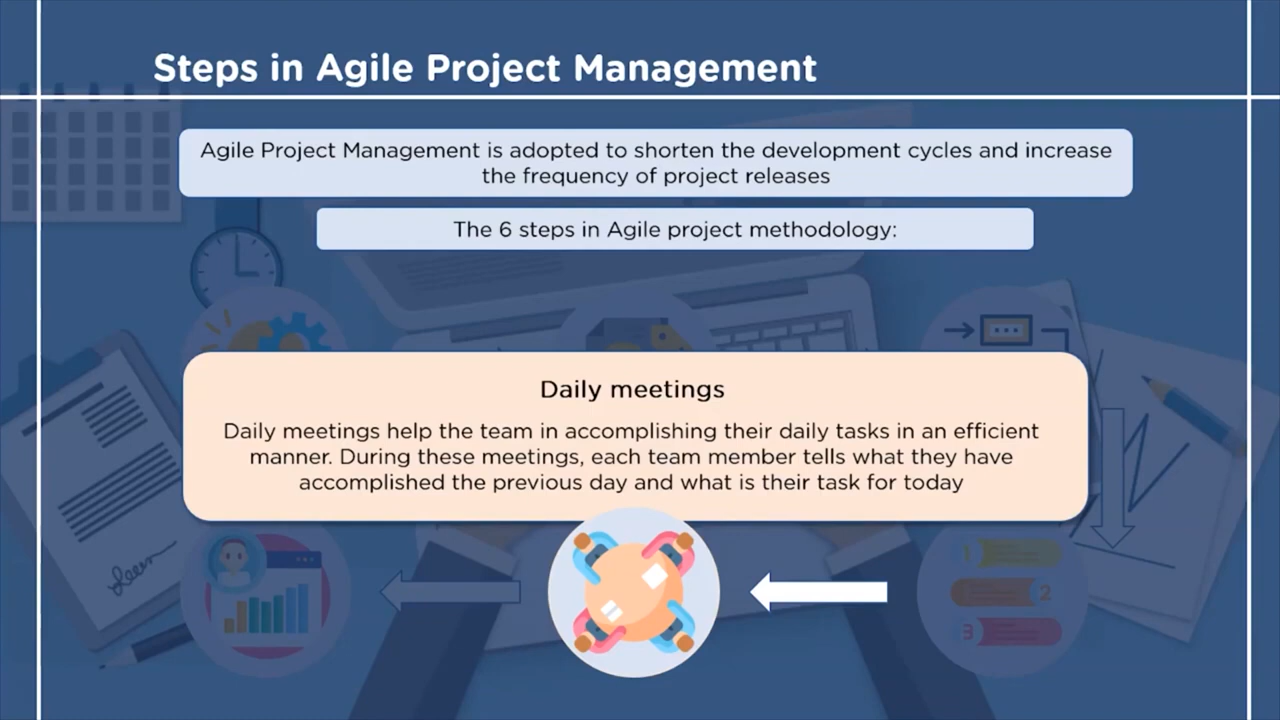 Steps in Agile Project Management
Agile Project Management is adopted to shorten the development cycles and increase
the frequency of project releases
The 6 steps in Agile project methodology:
Daily meetings
Daily meetings help the team in accomplishing their daily tasks in an efficient
manner. During these meetings, each team member tells what they have
accomplished the previous day and what is their task for today
1
2
3